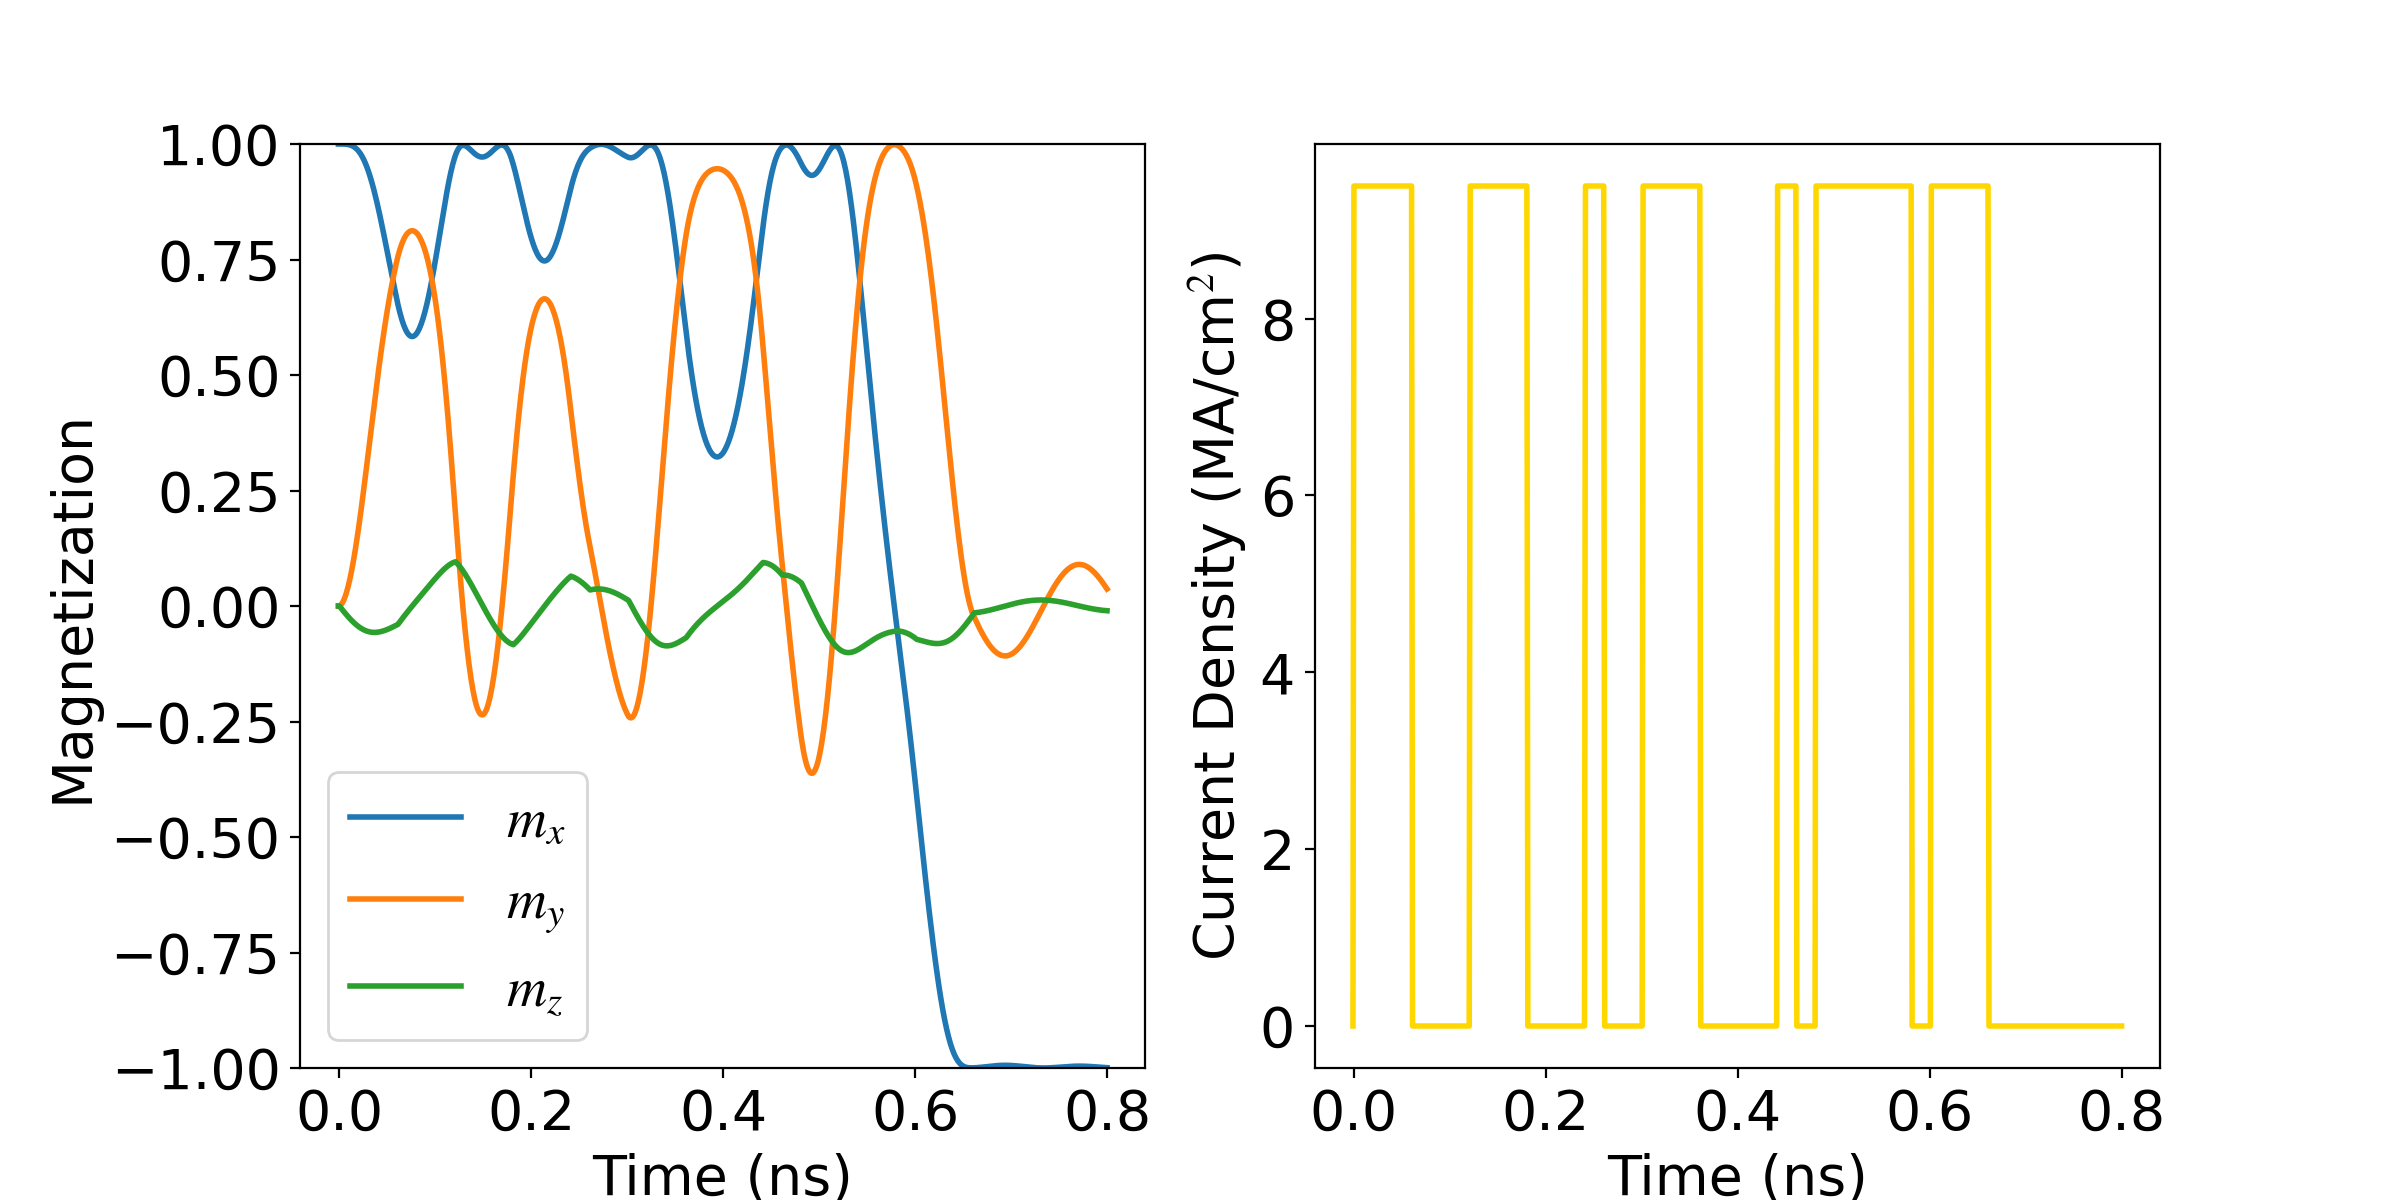 Magnetization
1.00
0.75
0.50
0.25
0.00
−0.25
−0.50
−0.75
−1.00
0.0 0.2 0.4 0.6 0.8
Time (ns)
mₓ
m_y
m_z
Current Density (MA/cm²)
8
6
4
2
0
0.0 0.2 0.4 0.6 0.8
Time (ns)